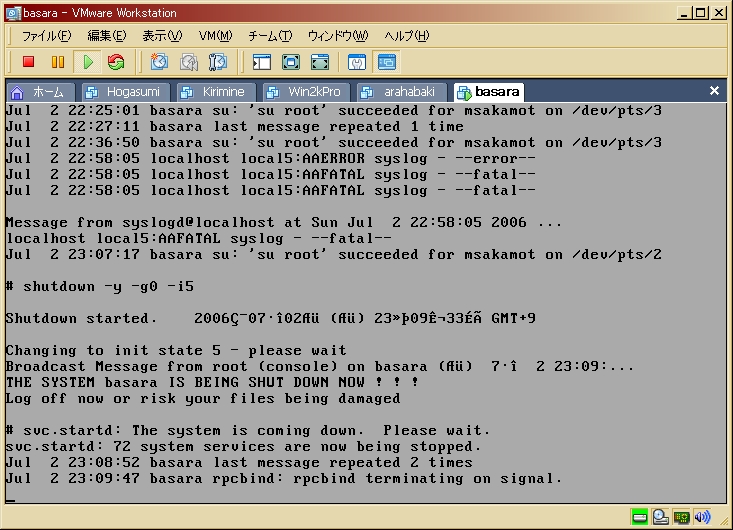 basara - VMware Workstation
ファイル(F) 編集(E) 表示(V) VM(M) チーム(T) ウィンドウ(W) ヘルプ(H)
ホーム Hogasumi Kirimine Win2kPro arahabaki basara
Jul  2 22:25:01 basara su: 'su root' succeeded for msakamot on /dev/pts/3
Jul  2 22:27:11 basara last message repeated 1 time
Jul  2 22:36:50 basara su: 'su root' succeeded for msakamot on /dev/pts/3
Jul  2 22:58:05 localhost local5:AAERROR syslog - --error--
Jul  2 22:58:05 localhost local5:AAFATAL syslog - --fatal--
Jul  2 22:58:05 localhost local5:AAFATAL syslog - --fatal--
Message from syslogd@localhost at Sun Jul  2 22:58:05 2006 ...
localhost local5:AAFATAL syslog - --fatal--
Jul  2 23:07:17 basara su: 'su root' succeeded for msakamot on /dev/pts/2
# shutdown -y -g0 -i5
Shutdown started.    2006Ç¯07·î02Æü (Æü) 23»þ09Ê¬33ÉÃ GMT+9
Changing to init state 5 - please wait
Broadcast Message from root (console) on basara (Æü)  7·î  2 23:09:...
THE SYSTEM basara IS BEING SHUT DOWN NOW ! ! !
Log off now or risk your files being damaged
# svc.startd: The system is coming down.  Please wait.
svc.startd: 72 system services are now being stopped.
Jul  2 23:08:52 basara last message repeated 2 times
Jul  2 23:09:47 basara rpcbind: rpcbind terminating on signal.